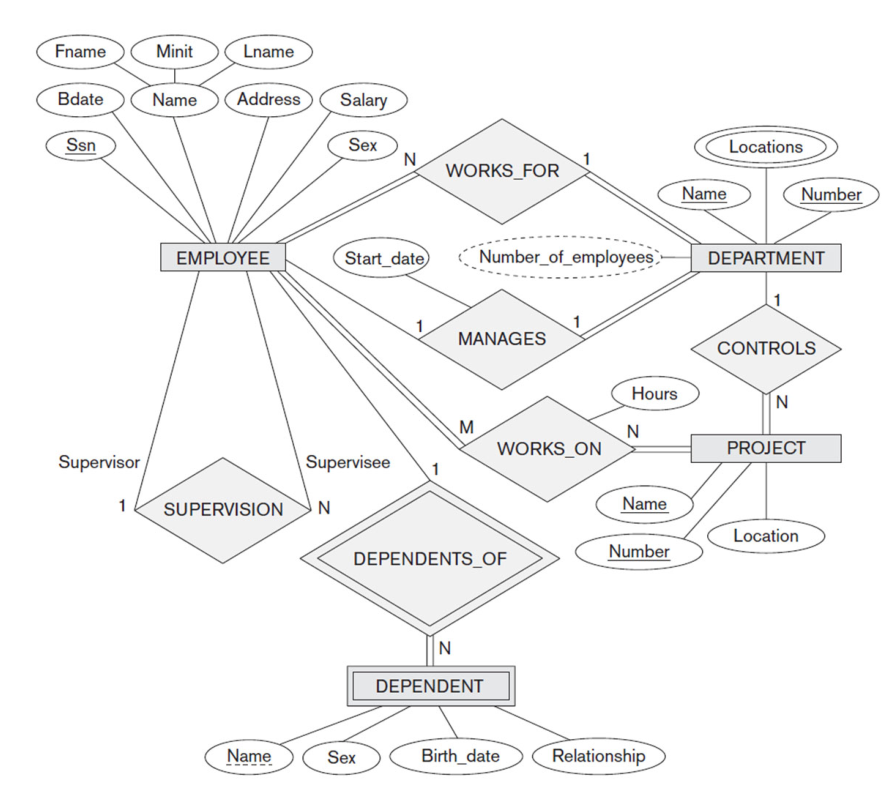 Fname Minit Lname
Bdate Name Address Salary
Ssn Sex
N WORKS_FOR 1
Locations
Name Number
EMPLOYEE Start_date Number_of_employees DEPARTMENT
1 MANAGES 1
1
CONTROLS
N
Hours
M WORKS_ON N PROJECT
Supervisor Supervisee 1
1 SUPERVISION N
Name
Number Location
DEPENDENTS_OF
N
DEPENDENT
Name Sex Birth_date Relationship